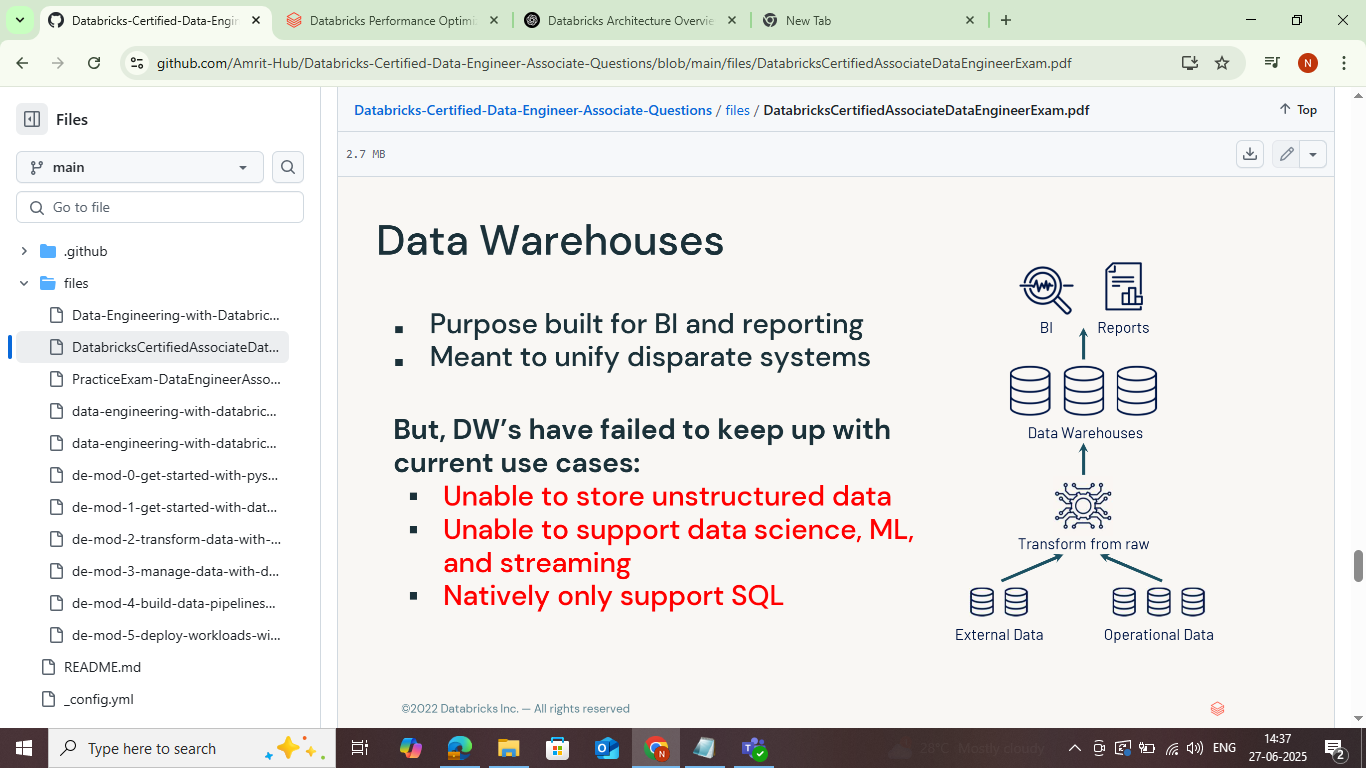 Databricks-Certified-Data-Engin
Databricks Performance Optimi
Databricks Architecture Overvie
New Tab
github.com/Amrit-Hub/Databricks-Certified-Data-Engineer-Associate-Questions/blob/main/files/DatabricksCertifiedAssociateDataEngineerExam.pdf
N
Files
main
Go to file
.github
files
Data-Engineering-with-Databric...
DatabricksCertifiedAssociateDat...
PracticeExam-DataEngineerAsso...
data-engineering-with-databric...
data-engineering-with-databric...
de-mod-0-get-started-with-pys...
de-mod-1-get-started-with-dat...
de-mod-2-transform-data-with-...
de-mod-3-manage-data-with-d...
de-mod-4-build-data-pipelines...
de-mod-5-deploy-workloads-wi...
README.md
_config.yml
Databricks-Certified-Data-Engineer-Associate-Questions / files / DatabricksCertifiedAssociateDataEngineerExam.pdf
Top
2.7 MB
Data Warehouses
▪ Purpose built for BI and reporting
▪ Meant to unify disparate systems
But, DW's have failed to keep up with
current use cases:
▪ Unable to store unstructured data
▪ Unable to support data science, ML,
and streaming
▪ Natively only support SQL
BI
Reports
Data Warehouses
Transform from raw
External Data
Operational Data
©2022 Databricks Inc. — All rights reserved
Type here to search
N
28°C Mostly cloudy
ENG
14:37
27-06-2025
2